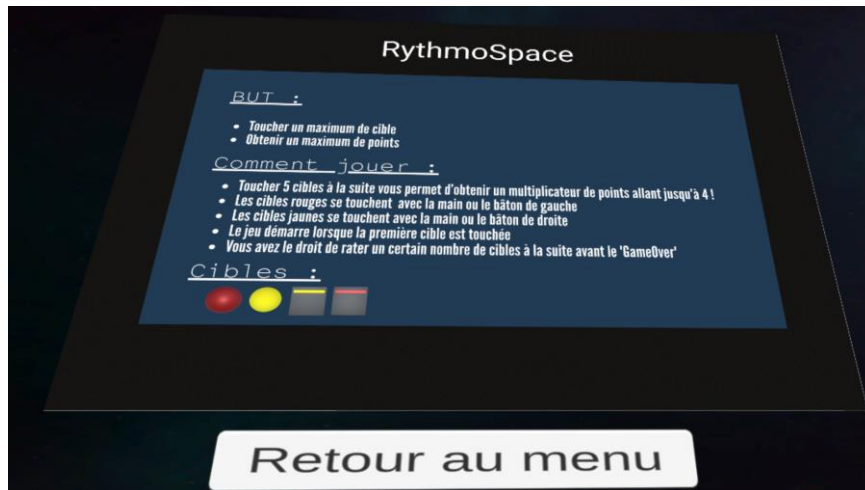 RythmoSpace
BUT :
• Toucher un maximum de cible
• Obtenir un maximum de points
Comment jouer :
• Toucher 5 cibles à la suite vous permet d'obtenir un multiplicateur de points allant jusqu'à 4 !
• Les cibles rouges se touchent avec la main ou le bâton de gauche
• Les cibles jaunes se touchent avec la main ou le bâton de droite
• Le jeu démarre lorsque la première cible est touchée
• Vous avez le droit de rater un certain nombre de cibles à la suite avant le 'GameOver'
Cibles :
Retour au menu